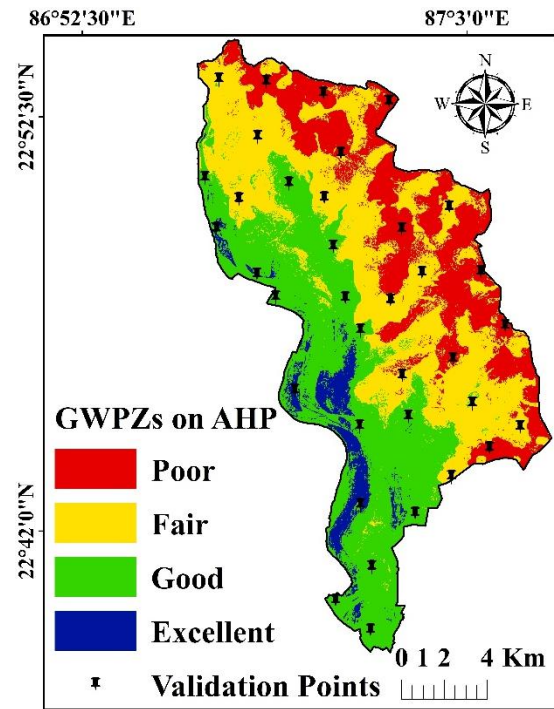 86°52'30"E 87°3'0"E
22°52'30"N
N
W E
S
22°42'0"N
GWPZs on AHP
Poor
Fair
Good
Excellent
Validation Points
0 1 2 4 Km